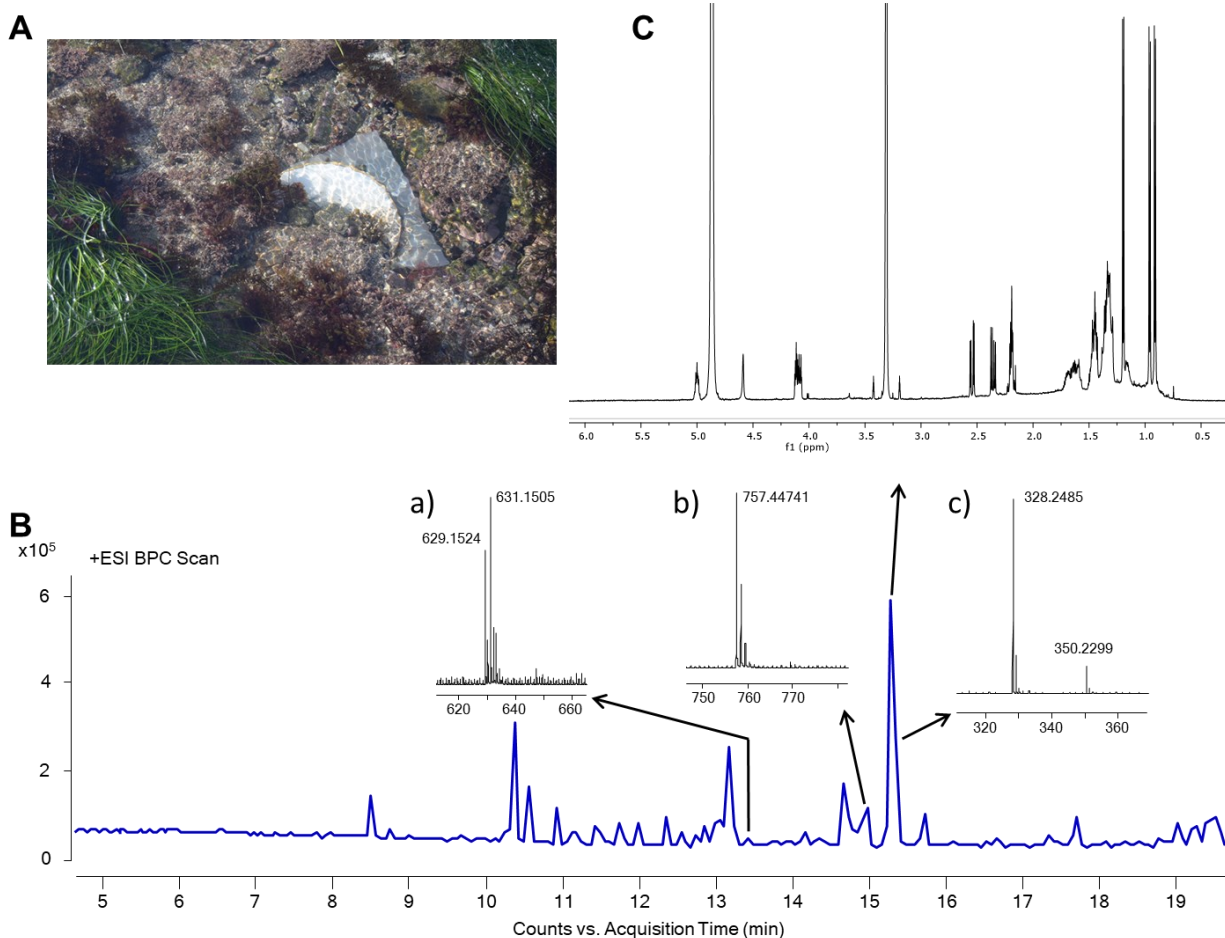 A
C
6.0 5.5 5.0 4.5 4.0 3.5 3.0 2.5 2.0 1.5 1.0 0.5
f1 (ppm)
a)
631.1505
629.1524
620 640 660
b)
757.44741
750 760 770
c)
328.2485
350.2299
320 340 360
B
x10⁵
+ESI BPC Scan
6
4
2
0
5 6 7 8 9 10 11 12 13 14 15 16 17 18 19
Counts vs. Acquisition Time (min)